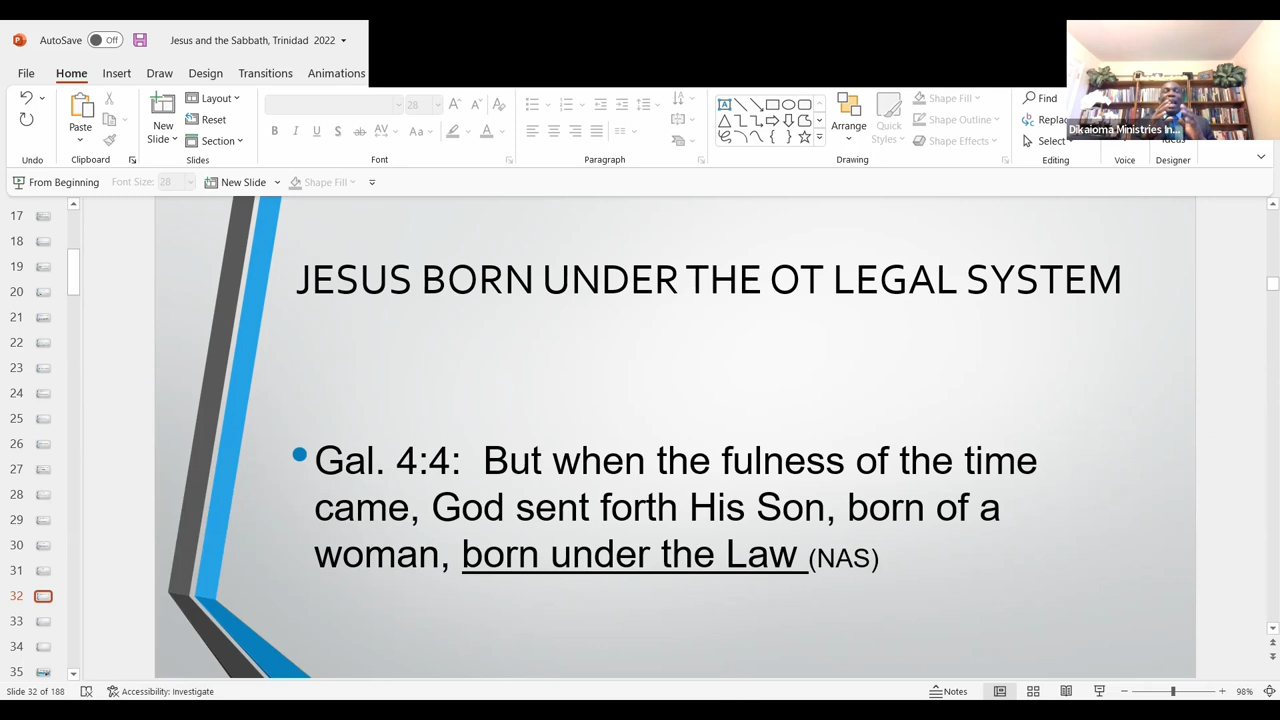 AutoSave Off Jesus and the Sabbath, Trinidad 2022
File Home Insert Draw Design Transitions Animations
Paste
New
Slide
Layout
Reset
Section
28
Arrange
Quick
Styles
Shape Fill
Shape Outline
Shape Effects
Find
Select
Dikaioma Ministries In...
Undo Clipboard Slides Font Paragraph Drawing Editing Voice Designer
From Beginning Font Size: 28 New Slide Shape Fill
17
18
19
20
21
22
23
24
25
26
27
28
29
30
31
32
33
34
35
JESUS BORN UNDER THE OT LEGAL SYSTEM
Gal. 4:4: But when the fulness of the time
came, God sent forth His Son, born of a
woman, born under the Law (NAS)
Slide 32 of 188 Accessibility: Investigate Notes 98%